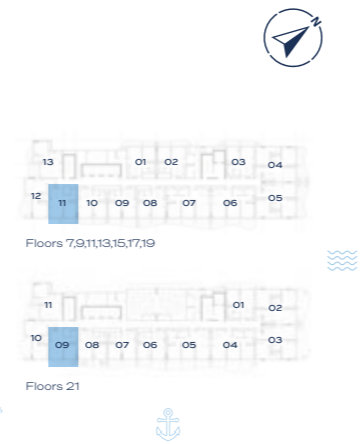 N
13 01 02 03 04
12 11 10 09 08 07 06 05
Floors 7,9,11,13,15,17,19
11 01 02
10 09 08 07 06 05 04 03
Floors 21